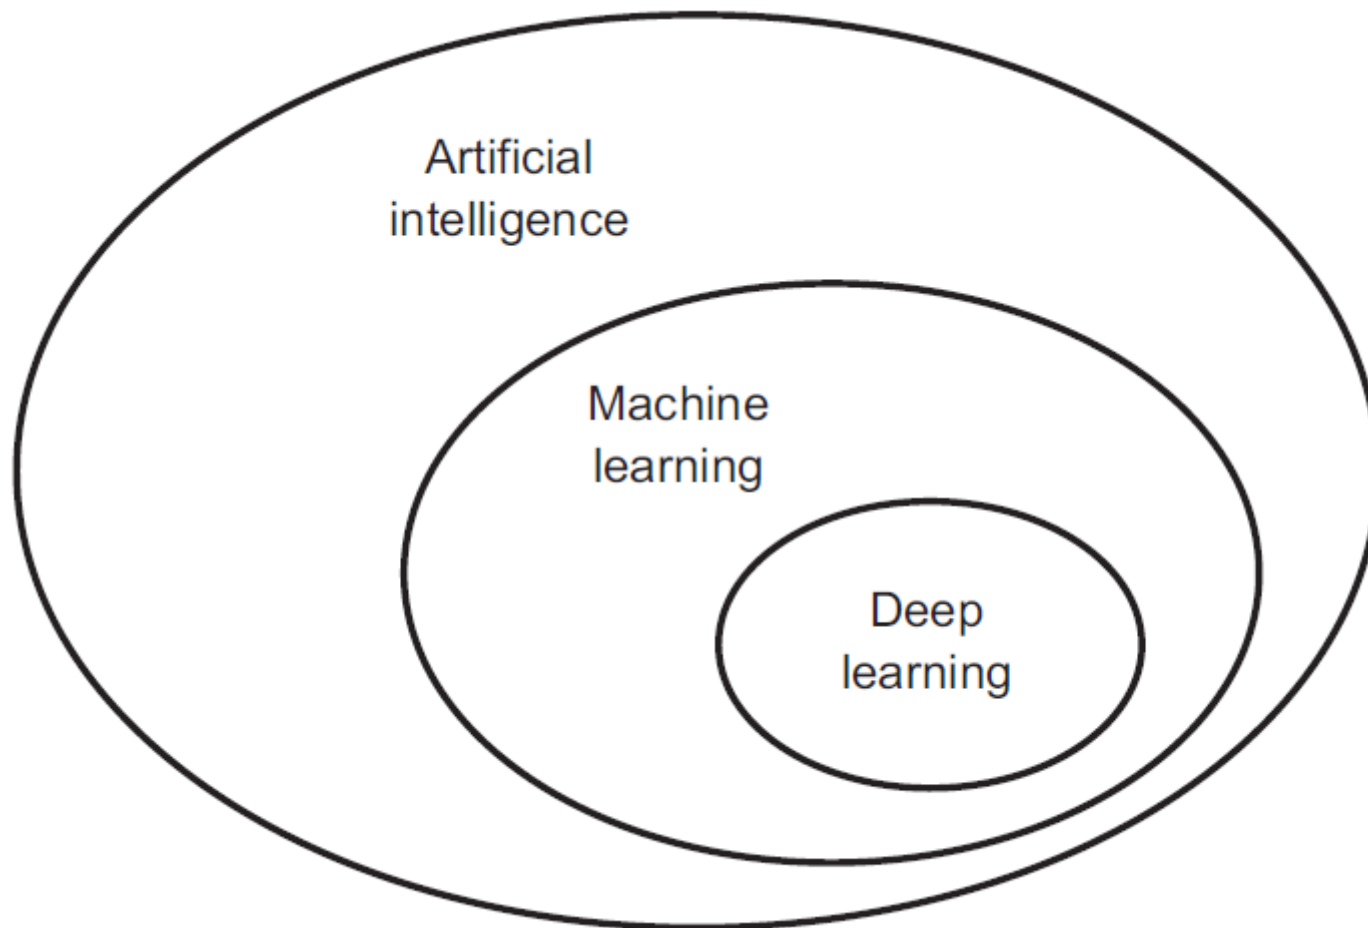 Artificial
intelligence
Machine
learning
Deep
learning